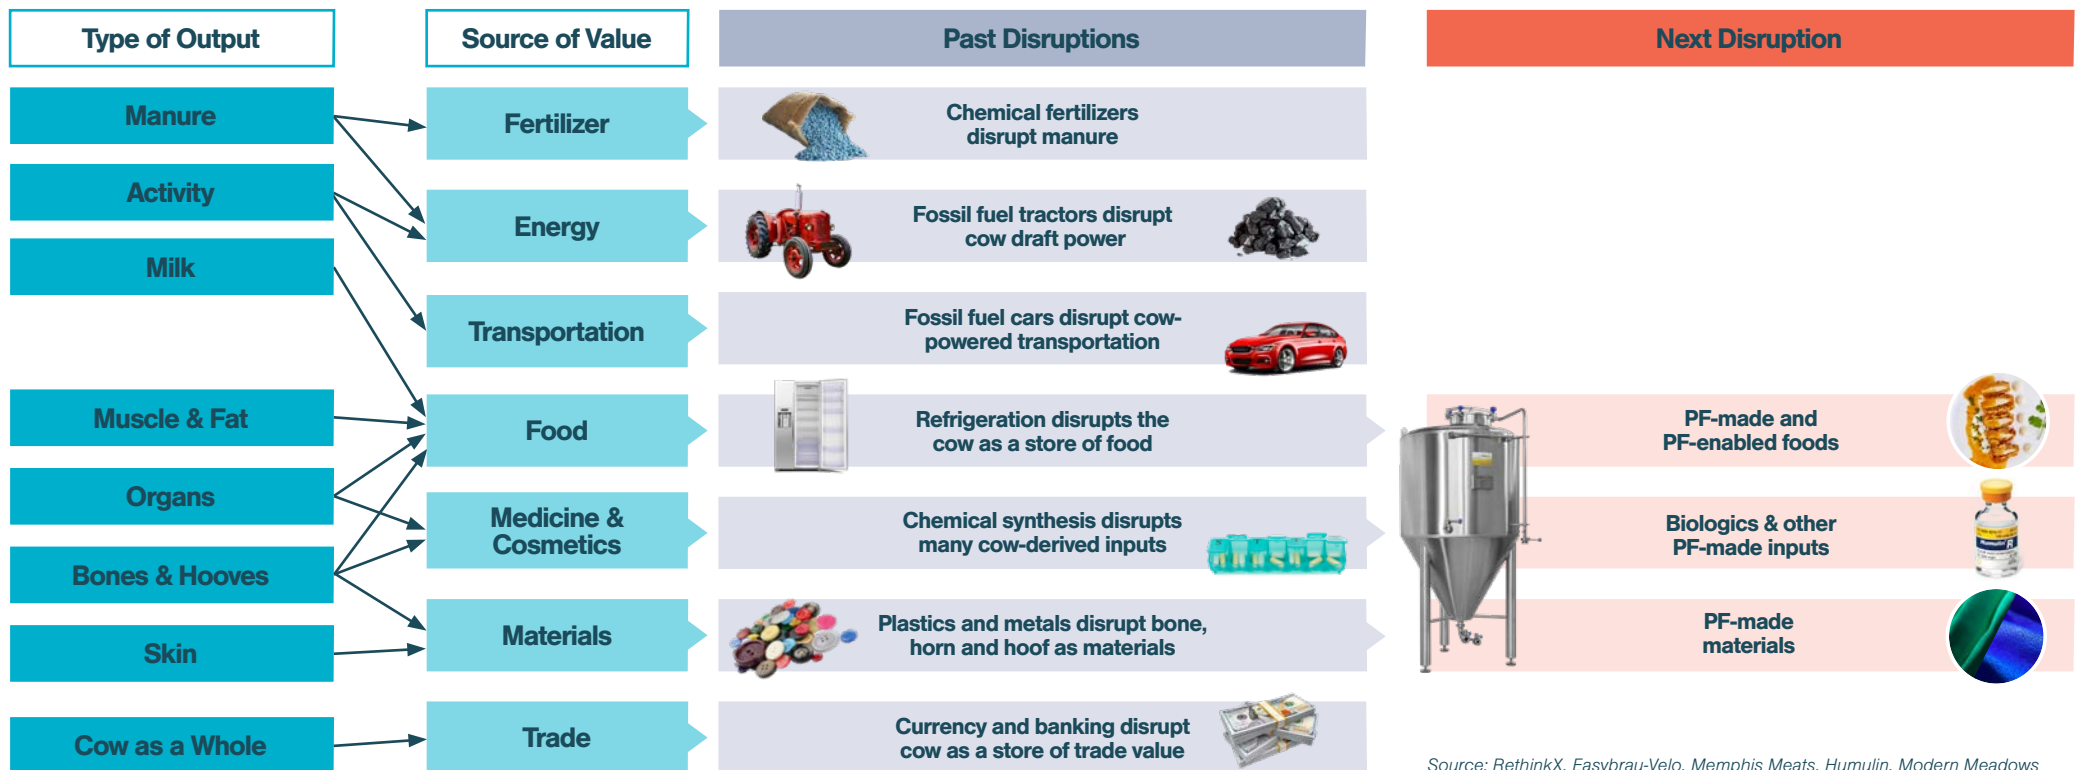 Type of Output
Source of Value
Past Disruptions
Next Disruption
Manure
Activity
Milk
Muscle & Fat
Organs
Bones & Hooves
Skin
Cow as a Whole
Fertilizer
Energy
Transportation
Food
Medicine &
Cosmetics
Materials
Trade
Chemical fertilizers
disrupt manure
Fossil fuel tractors disrupt
cow draft power
Fossil fuel cars disrupt cow-
powered transportation
Refrigeration disrupts the
cow as a store of food
Chemical synthesis disrupts
many cow-derived inputs
Plastics and metals disrupt bone,
horn and hoof as materials
Currency and banking disrupt
cow as a store of trade value
PF-made and
PF-enabled foods
Biologics & other
PF-made inputs
Humulin R
PF-made
materials
Source: RethinkX, Easybrau-Velo, Memphis Meats, Humulin, Modern Meadows